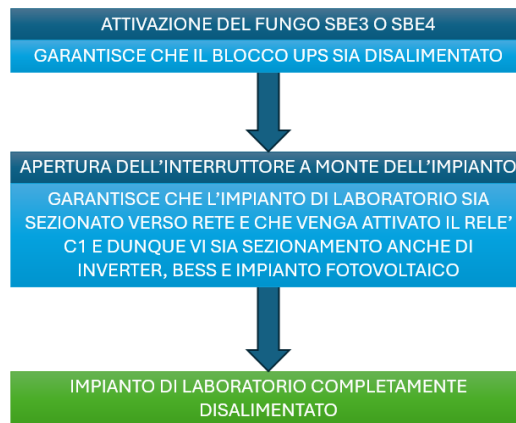 ATTIVAZIONE DEL FUNGO SBE3 O SBE4
GARANTISCE CHE IL BLOCCO UPS SIA DISALIMENTATO
APERTURA DELL'INTERRUTTORE A MONTE DELL'IMPIANTO
GARANTISCE CHE L'IMPIANTO DI LABORATORIO SIA
SEZIONATO VERSO RETE E CHE VENGA ATTIVATO IL RELE'
C1 E DUNQUE VI SIA SEZIONAMENTO ANCHE DI
INVERTER, BESS E IMPIANTO FOTOVOLTAICO
IMPIANTO DI LABORATORIO COMPLETAMENTE
DISALIMENTATO